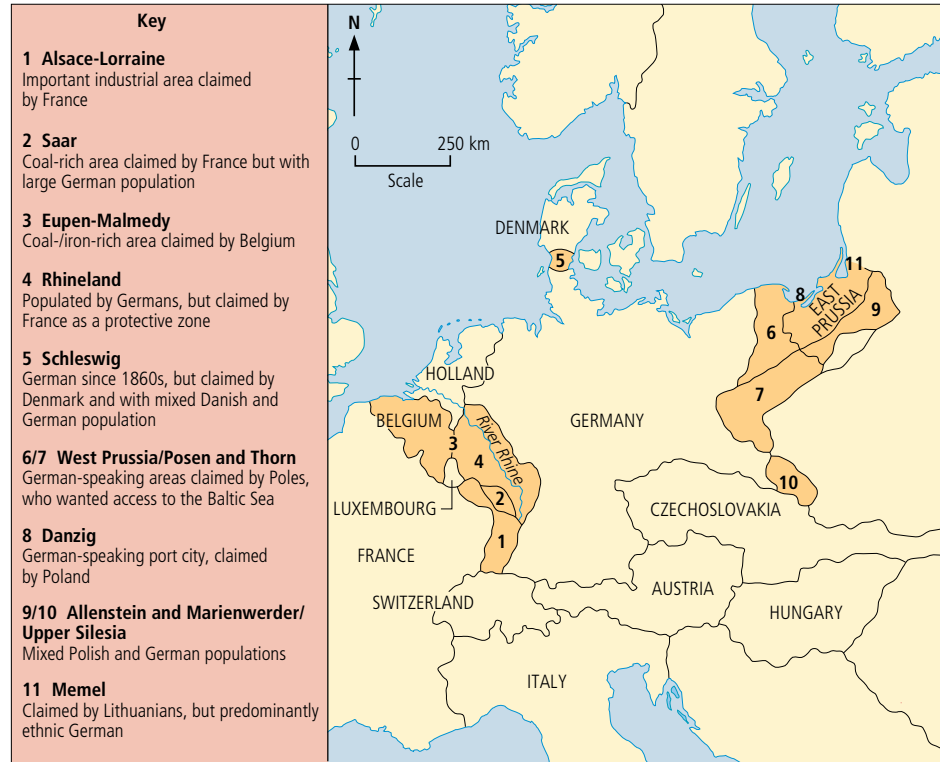 Key
1 Alsace-Lorraine
Important industrial area claimed
by France
2 Saar
Coal-rich area claimed by France but with
large German population
3 Eupen-Malmedy
Coal-/iron-rich area claimed by Belgium
4 Rhineland
Populated by Germans, but claimed by
France as a protective zone
5 Schleswig
German since 1860s, but claimed by
Denmark and with mixed Danish and
German population
6/7 West Prussia/Posen and Thorn
German-speaking areas claimed by Poles,
who wanted access to the Baltic Sea
8 Danzig
German-speaking port city, claimed
by Poland
9/10 Allenstein and Marienwerder/
Upper Silesia
Mixed Polish and German populations
11 Memel
Claimed by Lithuanians, but predominantly
ethnic German
N
0 250 km
Scale
DENMARK
5
11
8
EAST
PRUSSIA
9
6
HOLLAND
7
BELGIUM
GERMANY
3
River Rhine
4
10
2
LUXEMBOURG
CZECHOSLOVAKIA
1
FRANCE
AUSTRIA
SWITZERLAND
HUNGARY
ITALY